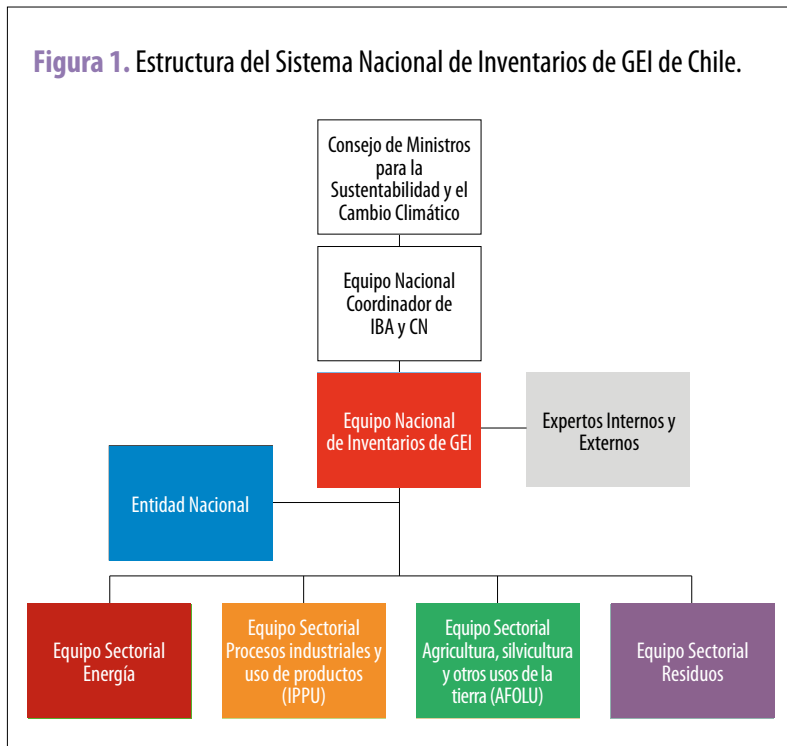 Figura 1. Estructura del Sistema Nacional de Inventarios de GEI de Chile.
Consejo de Ministros
para la
Sustentabilidad y el
Cambio Climático
Equipo Nacional
Coordinador de
IBA y CN
Equipo Nacional
de Inventarios de GEI
Expertos Internos y
Externos
Entidad Nacional
Equipo Sectorial
Energía
Equipo Sectorial
Procesos industriales y
uso de productos
(IPPU)
Equipo Sectorial
Agricultura, silvicultura
y otros usos de la
tierra (AFOLU)
Equipo Sectorial
Residuos